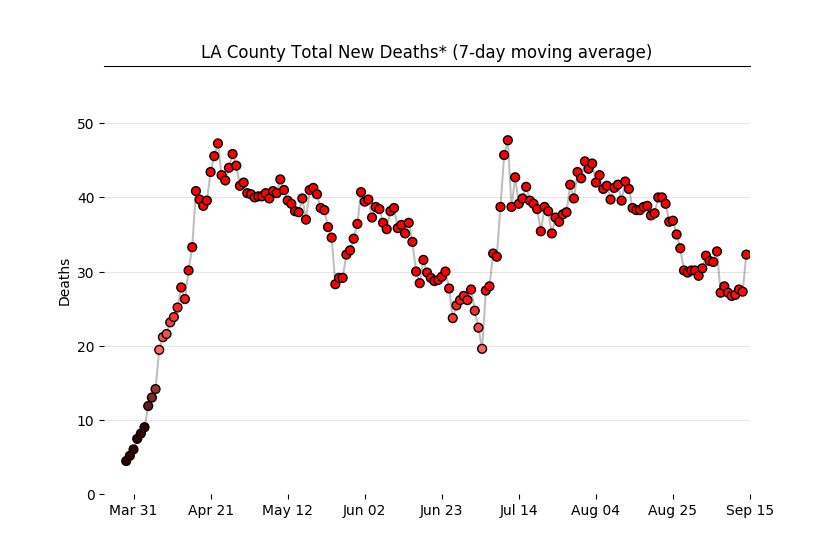 LA County Total New Deaths* (7-day moving average)
Deaths
50
40
30
20
10
0
Mar 31
Apr 21
May 12
Jun 02
Jun 23
Jul 14
Aug 04
Aug 25
Sep 15